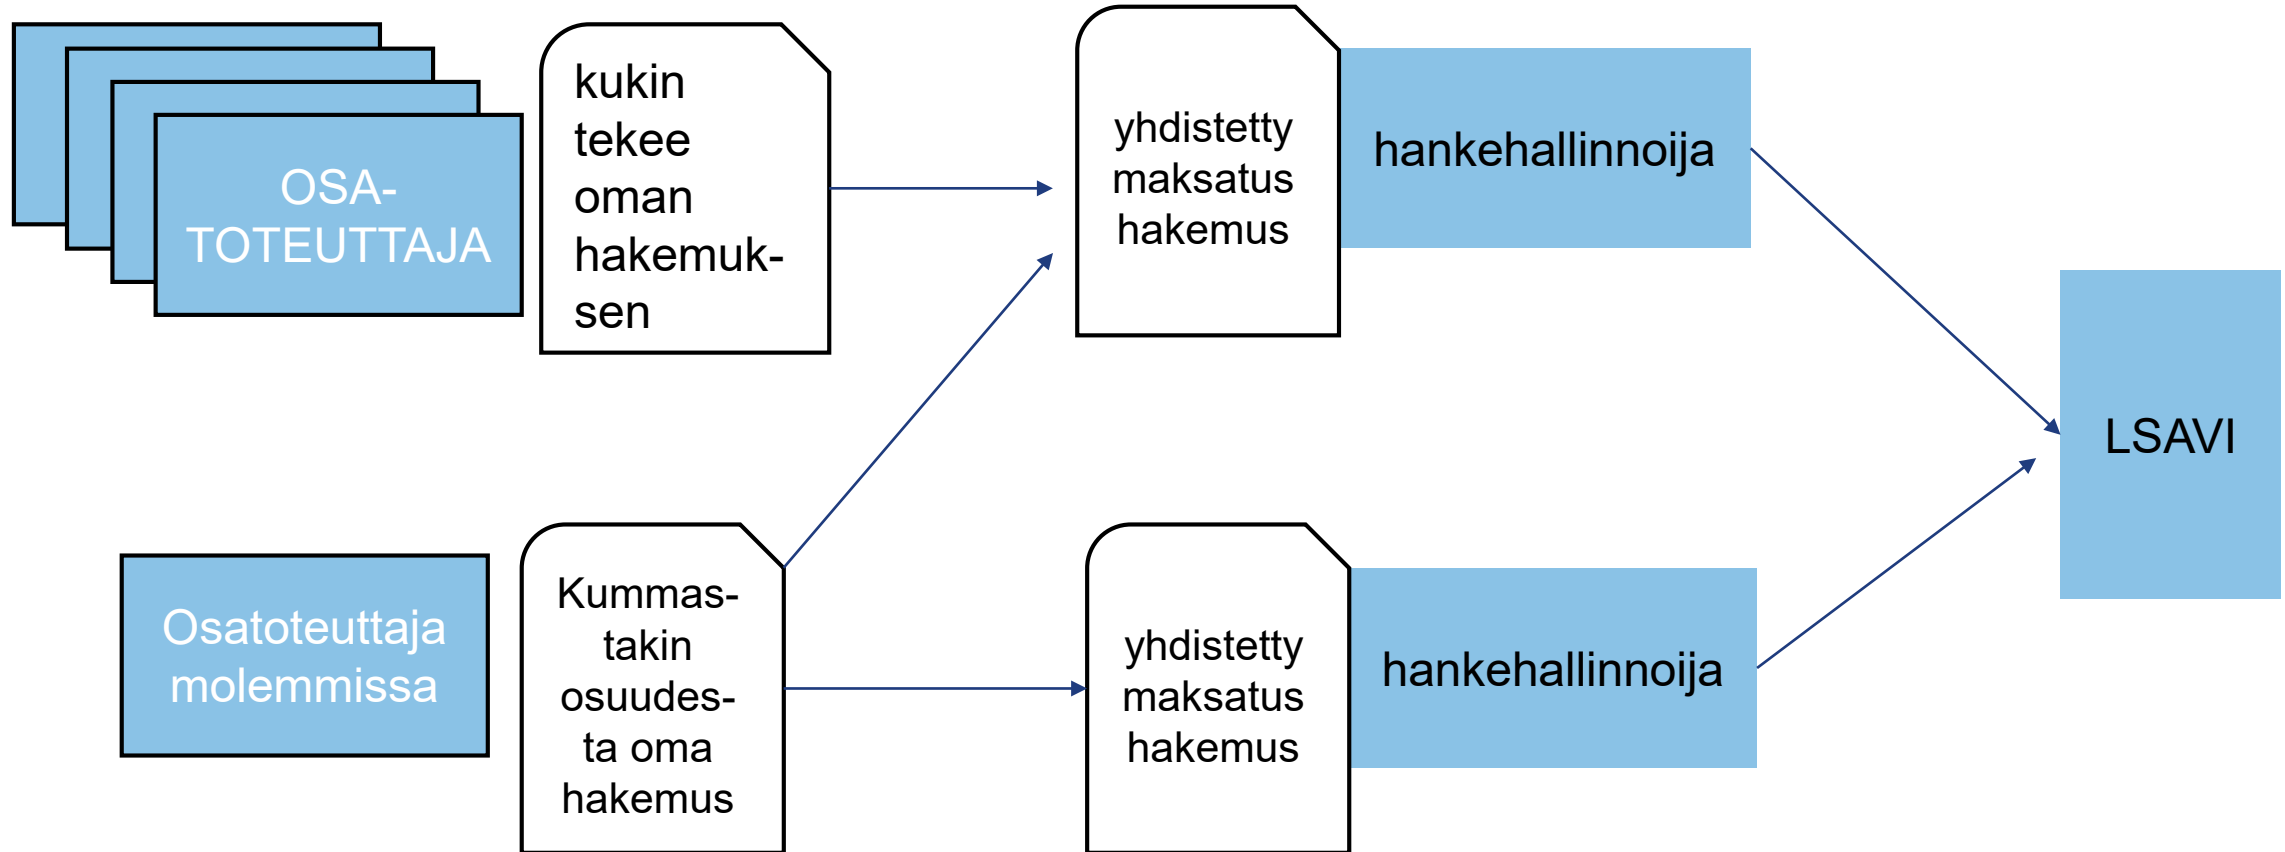 OSA-
TOTEUTTAJA
kukin
tekee
oman
hakemuk-
sen
yhdistetty
maksatus
hakemus
hankehallinnoija
LSAVI
Osatoteuttaja
molemmissa
Kummas-
takin
osuudes-
ta oma
hakemus
yhdistetty
maksatus
hakemus
hankehallinnoija